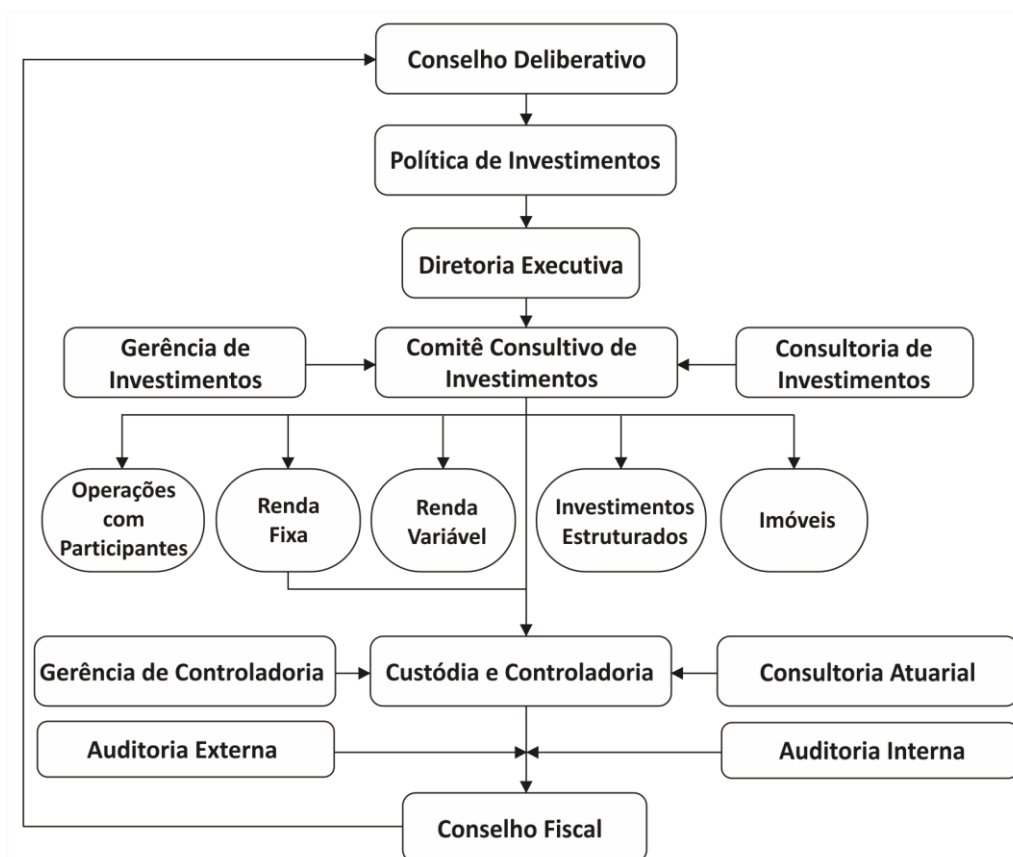 Conselho Deliberativo
Política de Investimentos
Diretoria Executiva
Gerência de
Investimentos
Comitê Consultivo de
Investimentos
Consultoria de
Investimentos
Operações
com
Participantes
Renda
Fixa
Renda
Variável
Investimentos
Estruturados
Imóveis
Gerência de Controladoria
Custódia e Controladoria
Consultoria Atuarial
Auditoria Externa
Auditoria Interna
Conselho Fiscal